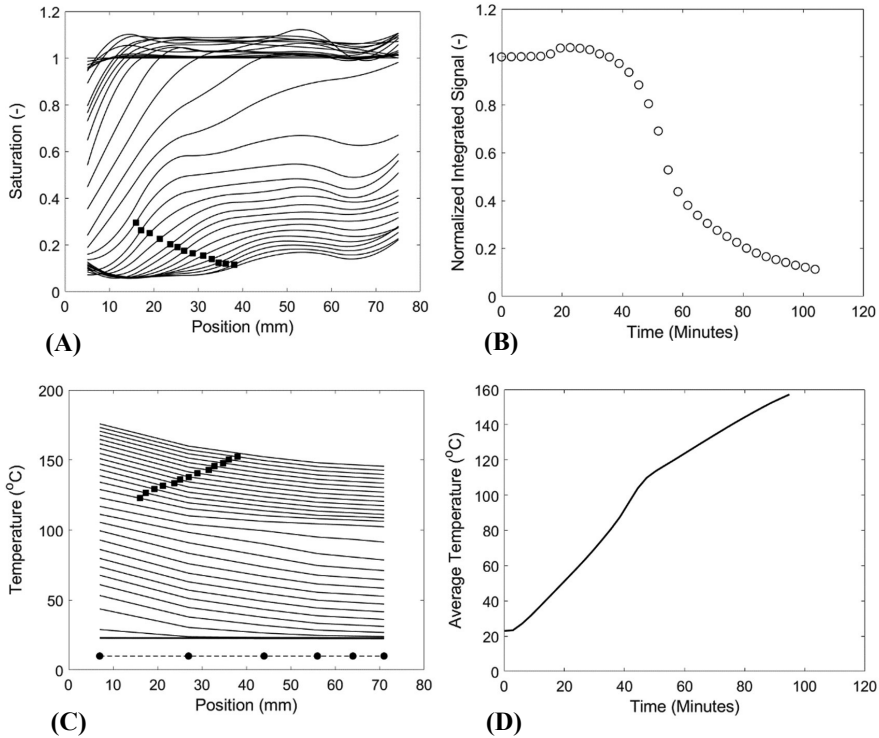 1.2
1
0.8
0.6
0.4
0.2
0
Saturation (-)
0 10 20 30 40 50 60 70 80
Position (mm)
(A)
1.2
1
0.8
0.6
0.4
0.2
0
Normalized Integrated Signal (-)
0 20 40 60 80 100 120
Time (Minutes)
(B)
200
150
100
50
0
Temperature (°C)
0 10 20 30 40 50 60 70 80
Position (mm)
(C)
160
140
120
100
80
60
40
20
0
Average Temperature (°C)
0 20 40 60 80 100 120
Time (Minutes)
(D)